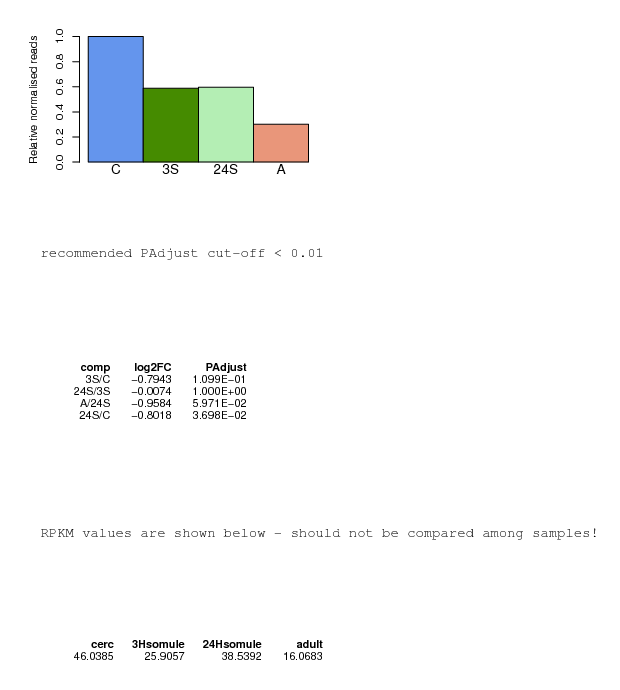 Relative normalised reads
1.0
0.8
0.6
0.4
0.2
0.0
C 3S 24S A
recommended PAdjust cut-off < 0.01
comp log2FC PAdjust
3S/C −0.7943 1.099E−01
24S/3S −0.0074 1.000E+00
A/24S −0.9584 5.971E−02
24S/C −0.8018 3.698E−02
RPKM values are shown below - should not be compared among samples!
cerc 3Hsomule 24Hsomule adult
46.0385 25.9057 38.5392 16.0683